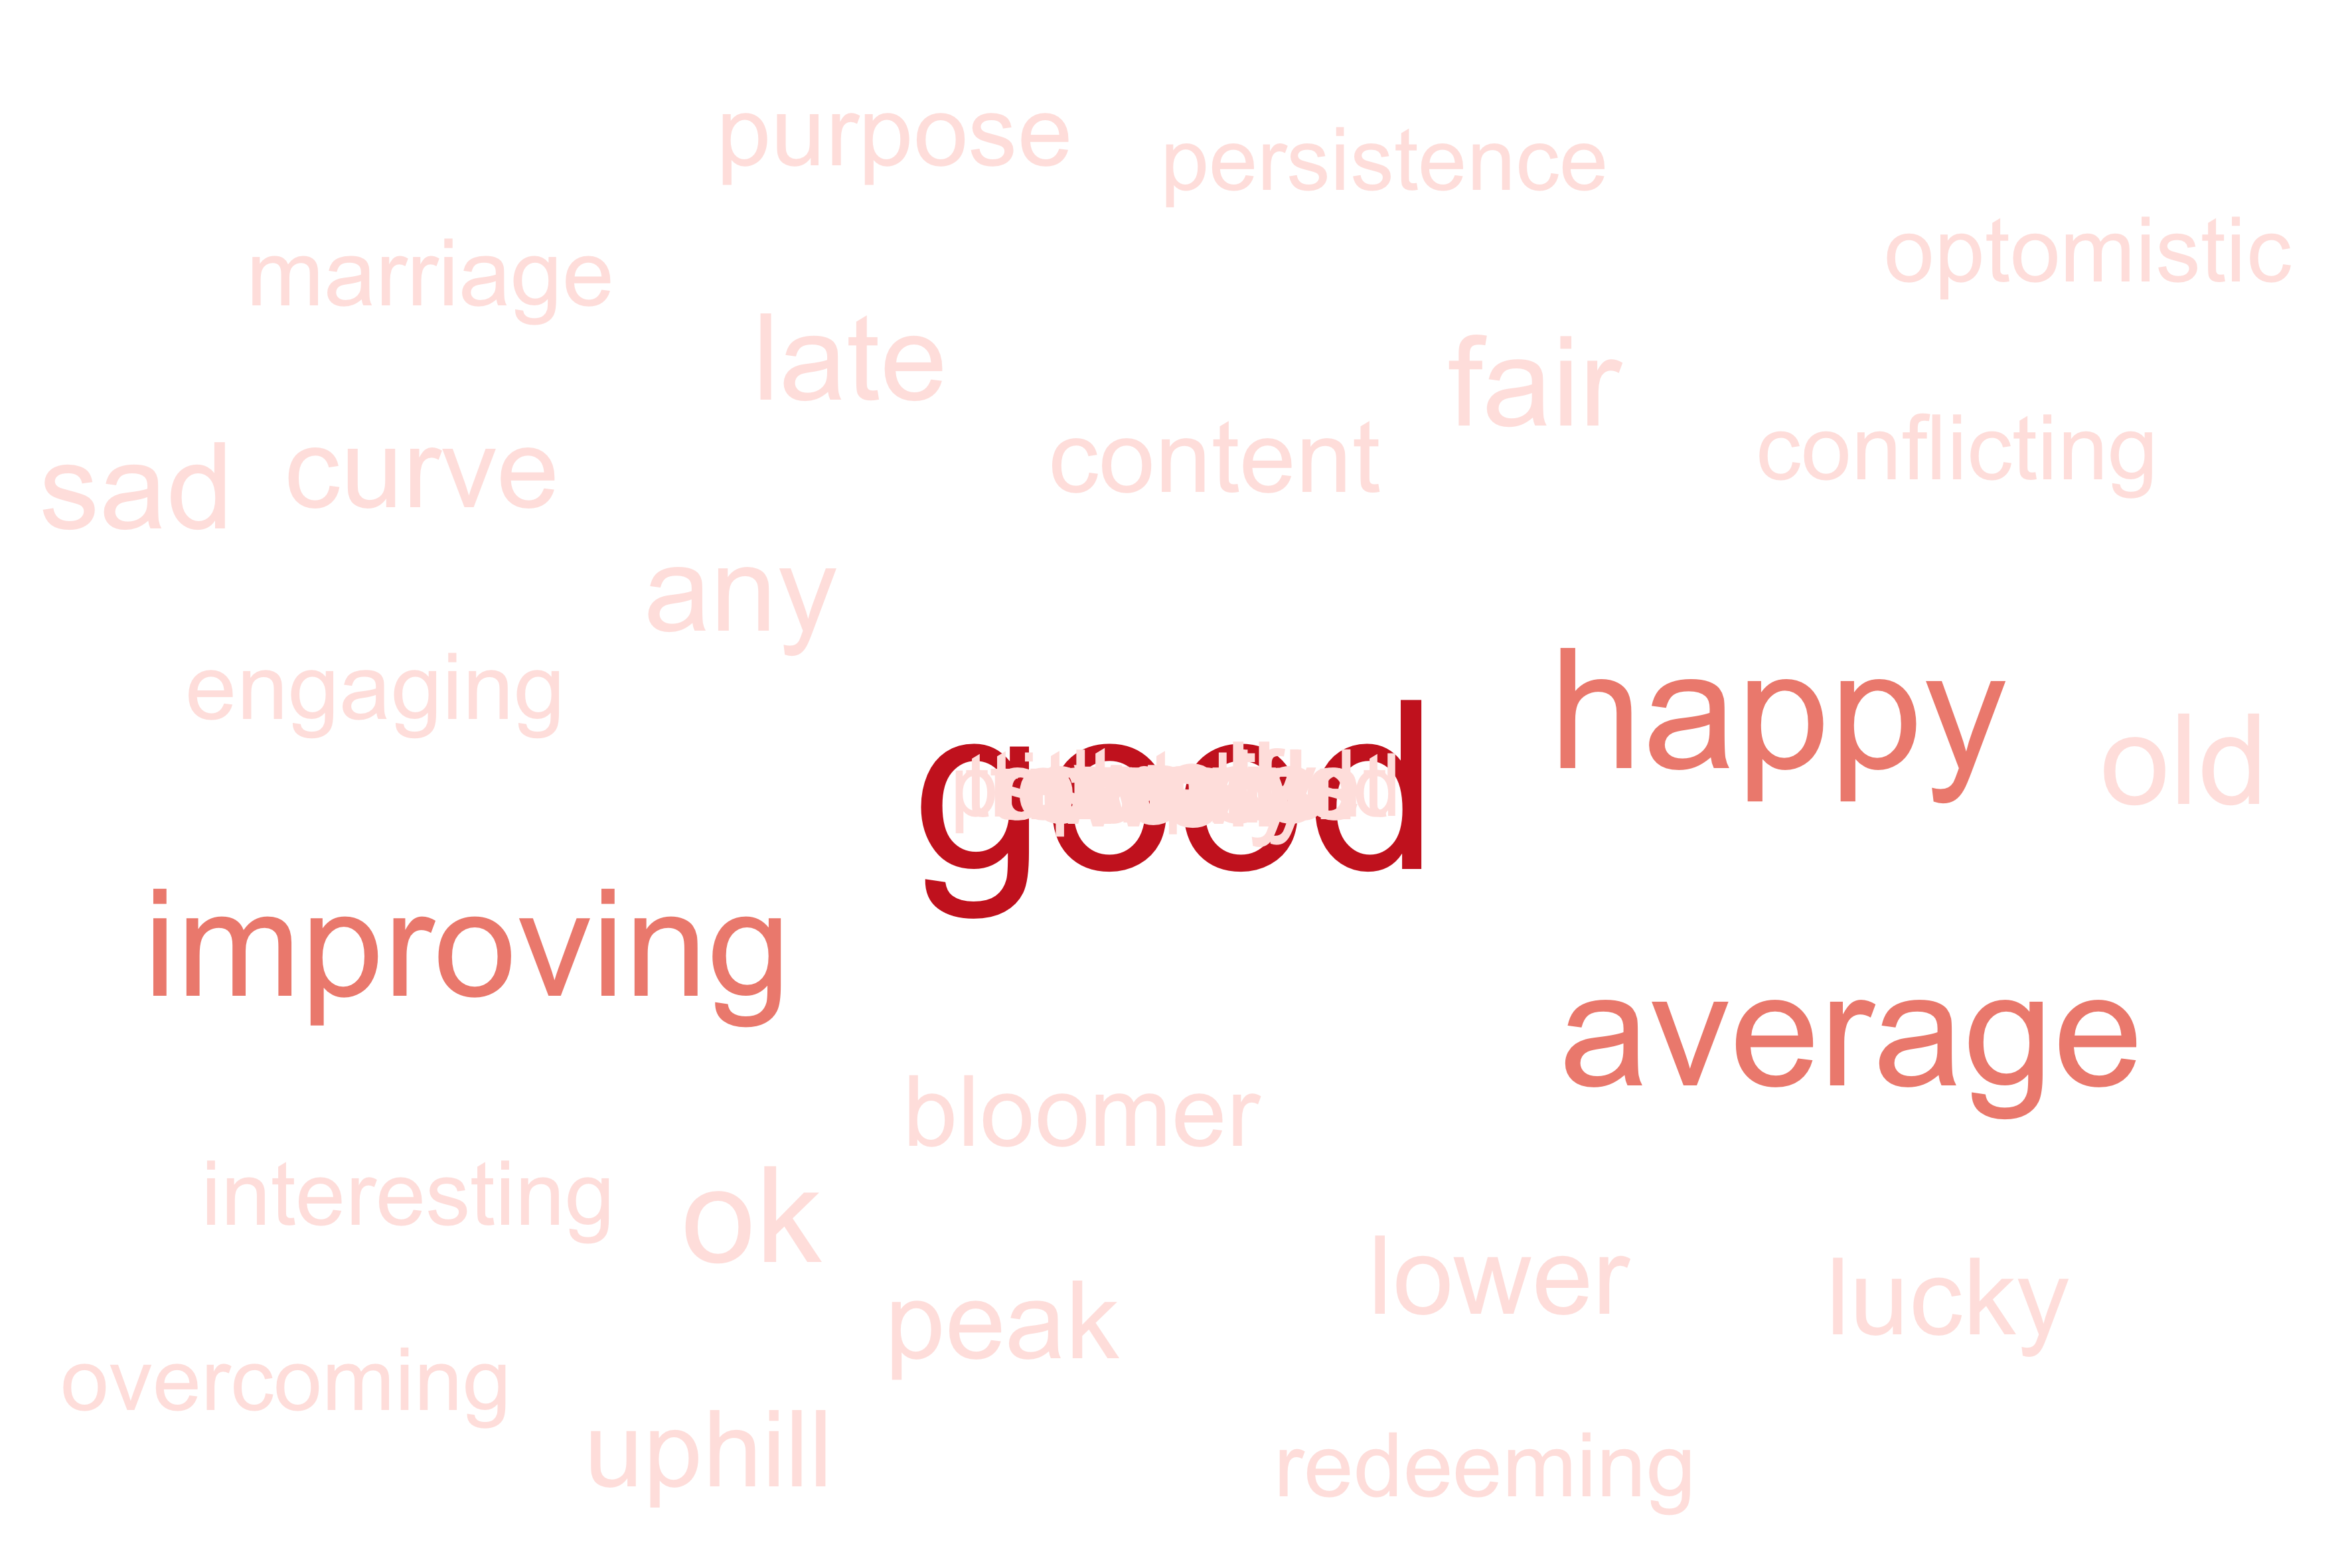 purpose
persistence
optomistic
marriage
late
fair
sad
curve
content
conflicting
any
engaging
happy
old
good
improving
average
bloomer
interesting
ok
lower
lucky
peak
overcoming
uphill
redeeming